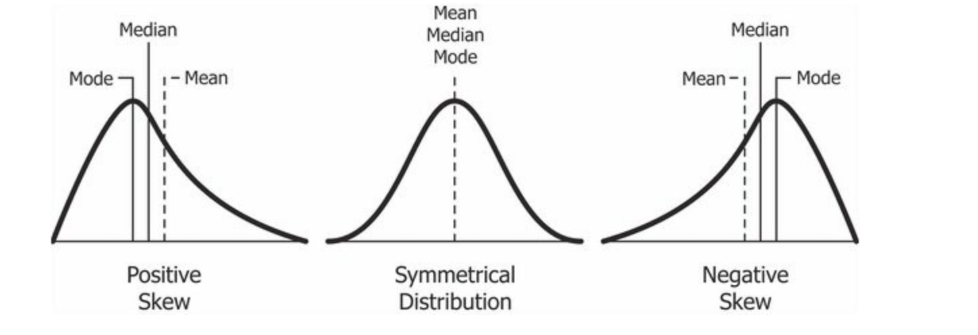 Median
Mode
Mean
Positive
Skew
Mean
Median
Mode
Symmetrical
Distribution
Median
Mean
Mode
Negative
Skew